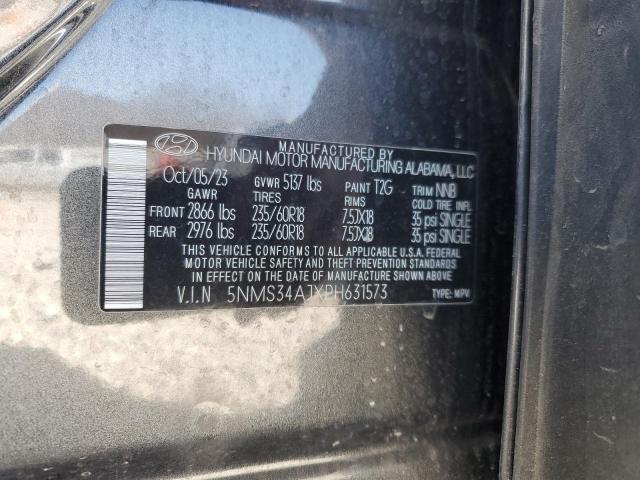 MANUFACTURED BY
HYUNDAI MOTOR MANUFACTURING ALABAMA, LLC
Oct/05/23 GVWR 5137 lbs PAINT T2G TRIM NNB
GAWR TIRES RIMS COLD TIRE INFL
FRONT 2866 lbs 235/60R18 7.5JX18 35 psi SINGLE
REAR 2976 lbs 235/60R18 7.5JX18 35 psi SINGLE
THIS VEHICLE CONFORMS TO ALL APPLICABLE U.S.A. FEDERAL
MOTOR VEHICLE SAFETY AND THEFT PREVENTION STANDARDS
IN EFFECT ON THE DATE OF MANUFACTURE SHOWN ABOVE.
V.I.N 5NMS34AJXPH631573 TYPE: MPV